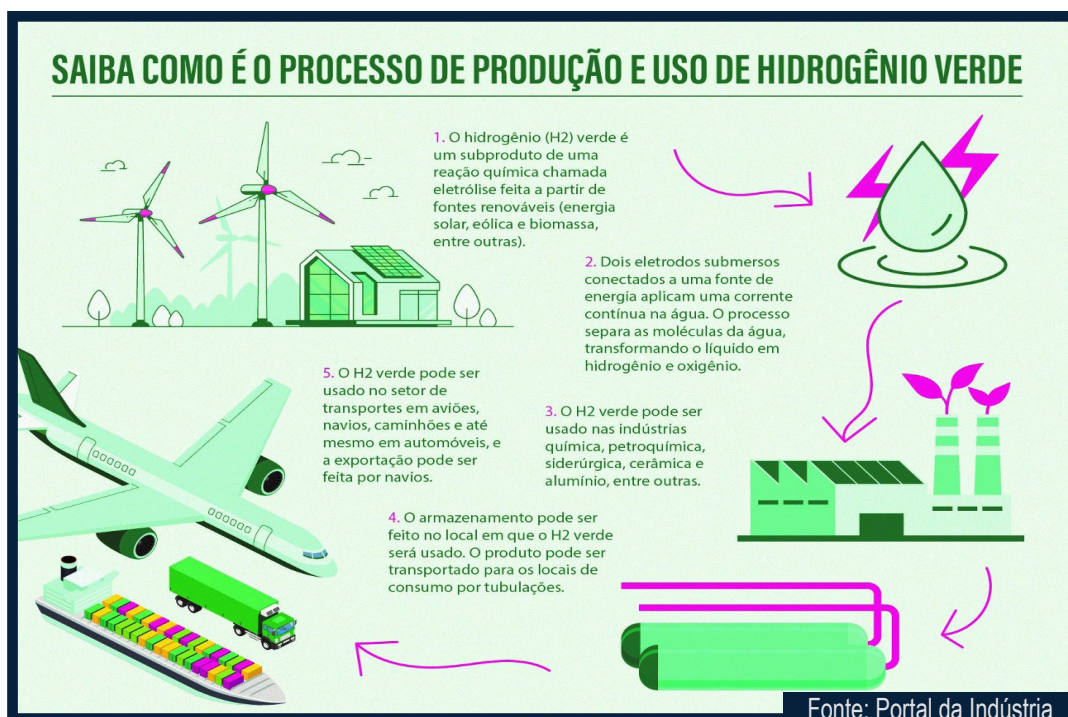 SAIBA COMO É O PROCESSO DE PRODUÇÃO E USO DE HIDROGÊNIO VERDE
1. O hidrogênio (H2) verde é
um subproduto de uma
reação química chamada
eletrólise feita a partir de
fontes renováveis (energia
solar, eólica e biomassa,
entre outras).
2. Dois eletrodos submersos
conectados a uma fonte de
energia aplicam uma corrente
contínua na água. O processo
separa as moléculas da água,
transformando o líquido em
hidrogênio e oxigênio.
3. O H2 verde pode ser
usado nas indústrias
química, petroquímica,
siderúrgica, cerâmica e
alumínio, entre outras.
4. O armazenamento pode ser
feito no local em que o H2 verde
será usado. O produto pode ser
transportado para os locais de
consumo por tubulações.
5. O H2 verde pode ser
usado no setor de
transportes em aviões,
navios, caminhões e até
mesmo em automóveis, e
a exportação pode ser
feita por navios.
Fonte: Portal da Indústria